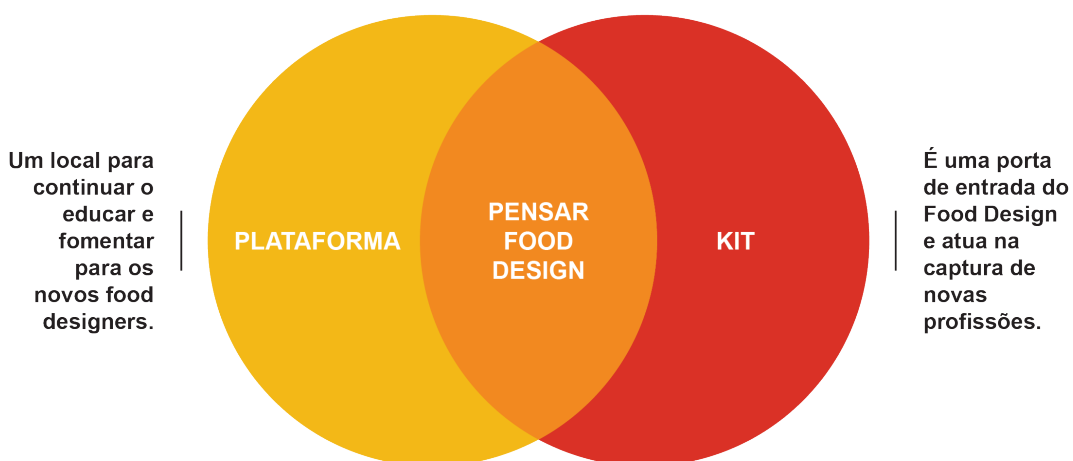 Um local para
continuar o
educar e
fomentar
para os
novos food
designers.
PLATAFORMA
PENSAR
FOOD
DESIGN
KIT
É uma porta
de entrada do
Food Design
e atua na
captura de
novas
profissões.